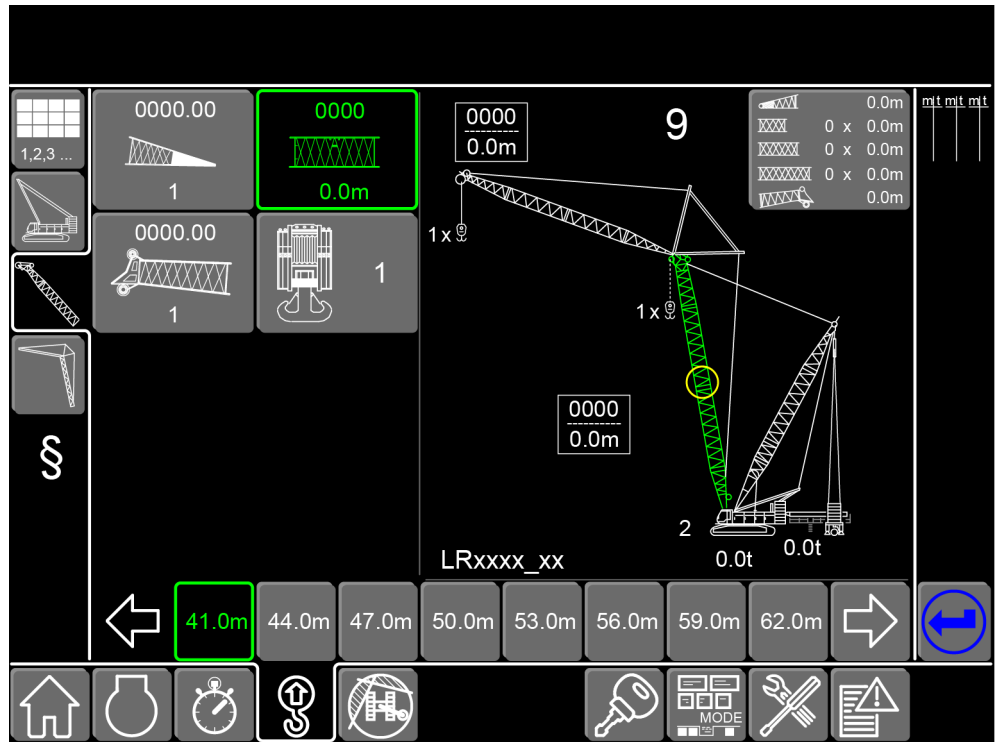 1,2,3 ...
§
0000.00
1
0000
0.0m
0000.00
1
1
0000
0.0m
9
0.0m
0 x 0.0m
0 x 0.0m
0 x 0.0m
0.0m
m|t m|t m|t
1 x
1 x
0000
0.0m
2
0.0t
0.0t
LRxxxx_xx
41.0m 44.0m 47.0m 50.0m 53.0m 56.0m 59.0m 62.0m
MODE